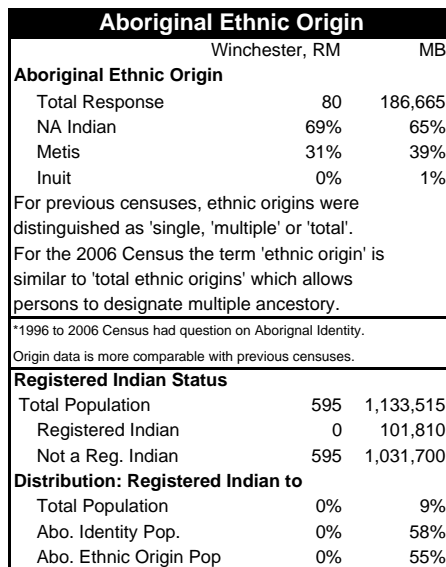 Aboriginal Ethnic Origin
Winchester, RM MB
Aboriginal Ethnic Origin
Total Response 80 186,665
NA Indian 69% 65%
Metis 31% 39%
Inuit 0% 1%
For previous censuses, ethnic origins were
distinguished as 'single, 'multiple' or 'total'.
For the 2006 Census the term 'ethnic origin' is
similar to 'total ethnic origins' which allows
persons to designate multiple ancestory.
*1996 to 2006 Census had question on Aborignal Identity.
Origin data is more comparable with previous censuses.
Registered Indian Status
Total Population 595 1,133,515
Registered Indian 0 101,810
Not a Reg. Indian 595 1,031,700
Distribution: Registered Indian to
Total Population 0% 9%
Abo. Identity Pop. 0% 58%
Abo. Ethnic Origin Pop 0% 55%